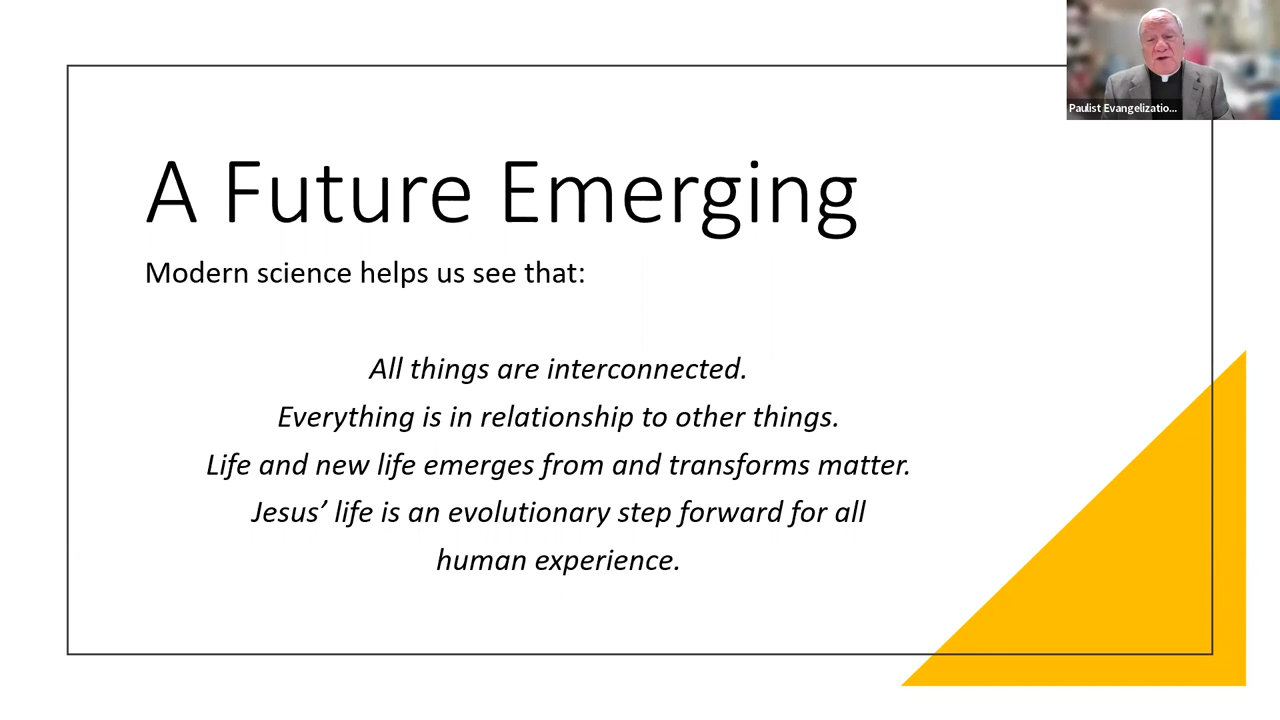 Paulist Evangelizatio...
A Future Emerging
Modern science helps us see that:
All things are interconnected.
Everything is in relationship to other things.
Life and new life emerges from and transforms matter.
Jesus’ life is an evolutionary step forward for all
human experience.